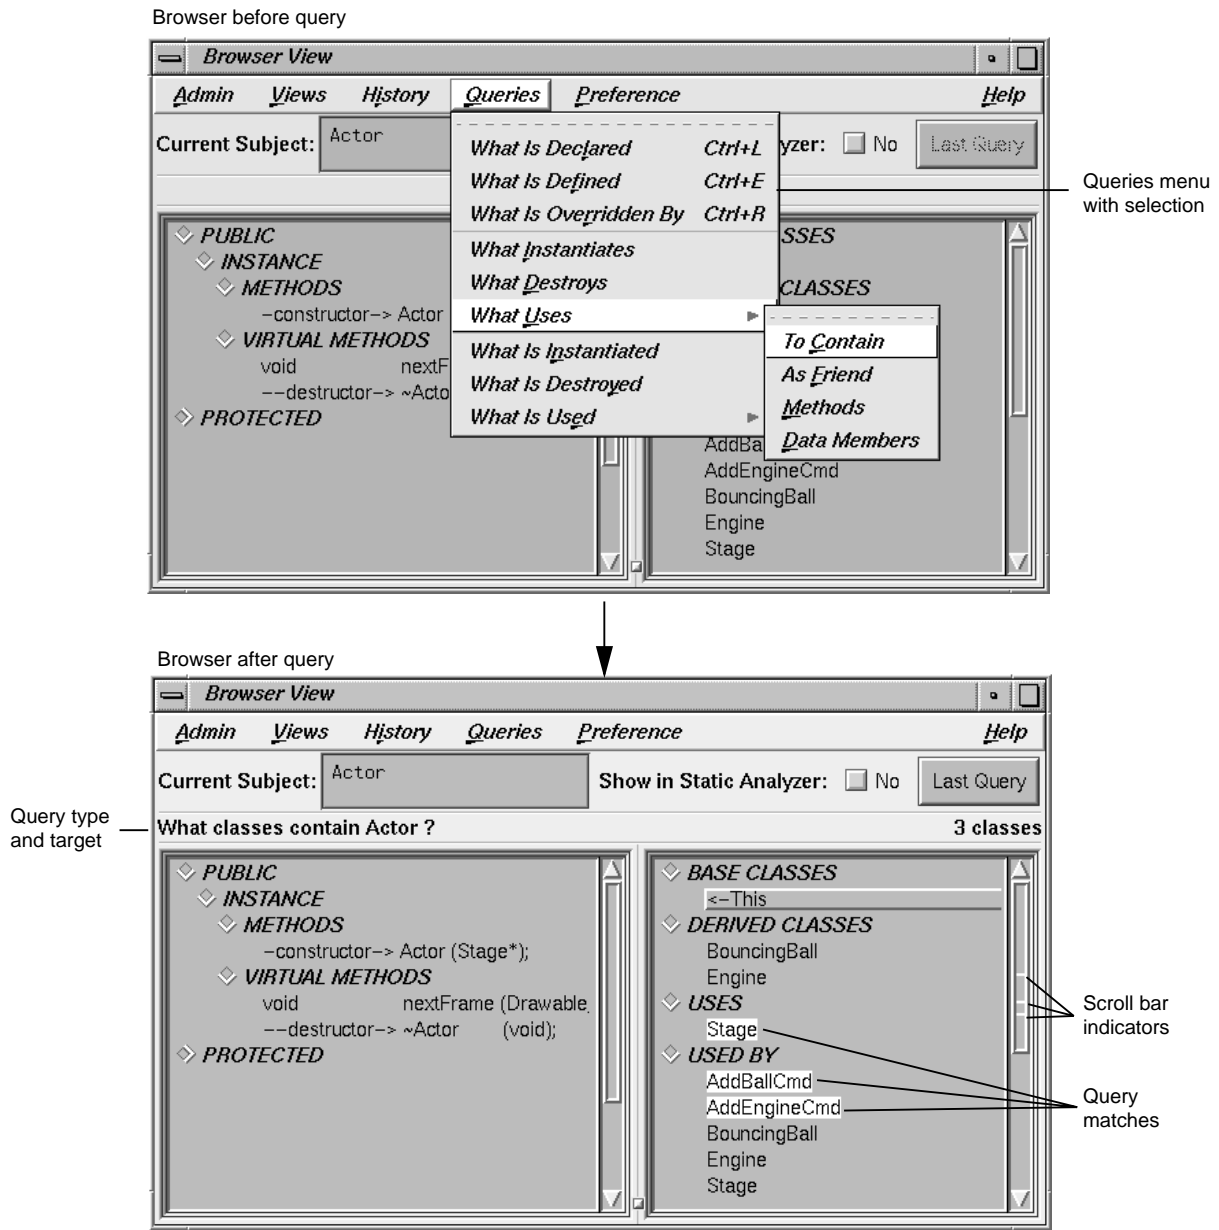 Browser before query
Browser View
Admin Views History Queries Preference Help
Current Subject: Actor yzer: No Last Query
What Is Declared Ctrl+L
What Is Defined Ctrl+E
What Is Overridden By Ctrl+R
What Instantiates
What Destroys
What Uses
What Is Instantiated
What Is Destroyed
What Is Used
To Contain
As Friend
Methods
Data Members
Queries menu
with selection
PUBLIC
INSTANCE
METHODS
-constructor-> Actor
VIRTUAL METHODS
void nextF
--destructor-> ~Acto
PROTECTED
SSES
CLASSES
AddBa
AddEngineCmd
BouncingBall
Engine
Stage
Browser after query
Browser View
Admin Views History Queries Preference Help
Current Subject: Actor Show in Static Analyzer: No Last Query
Query type
and target
What classes contain Actor ? 3 classes
PUBLIC
INSTANCE
METHODS
-constructor-> Actor (Stage*);
VIRTUAL METHODS
void nextFrame (Drawable,
--destructor-> ~Actor (void);
PROTECTED
BASE CLASSES
<-This
DERIVED CLASSES
BouncingBall
Engine
USES
Stage
USED BY
AddBallCmd
AddEngineCmd
BouncingBall
Engine
Stage
Scroll bar
indicators
Query
matches